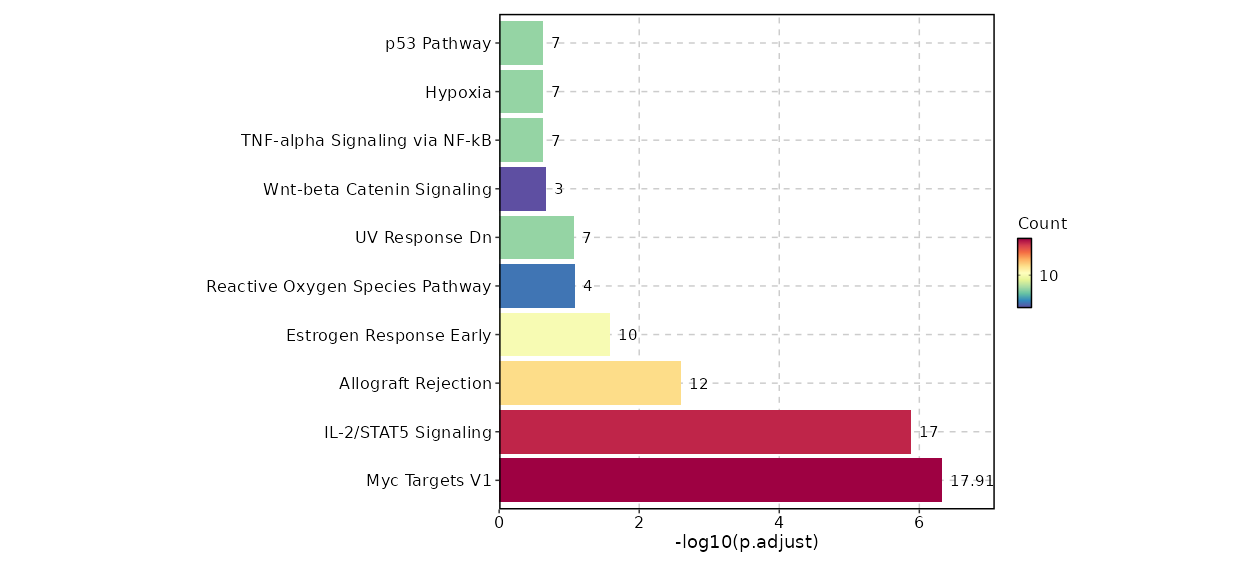 p53 Pathway 7
Hypoxia 7
TNF-alpha Signaling via NF-kB 7
Wnt-beta Catenin Signaling 3
UV Response Dn 7
Reactive Oxygen Species Pathway 4
Estrogen Response Early 10
Allograft Rejection 12
IL-2/STAT5 Signaling 17
Myc Targets V1 17.91
0 2 4 6
-log10(p.adjust)
Count
10